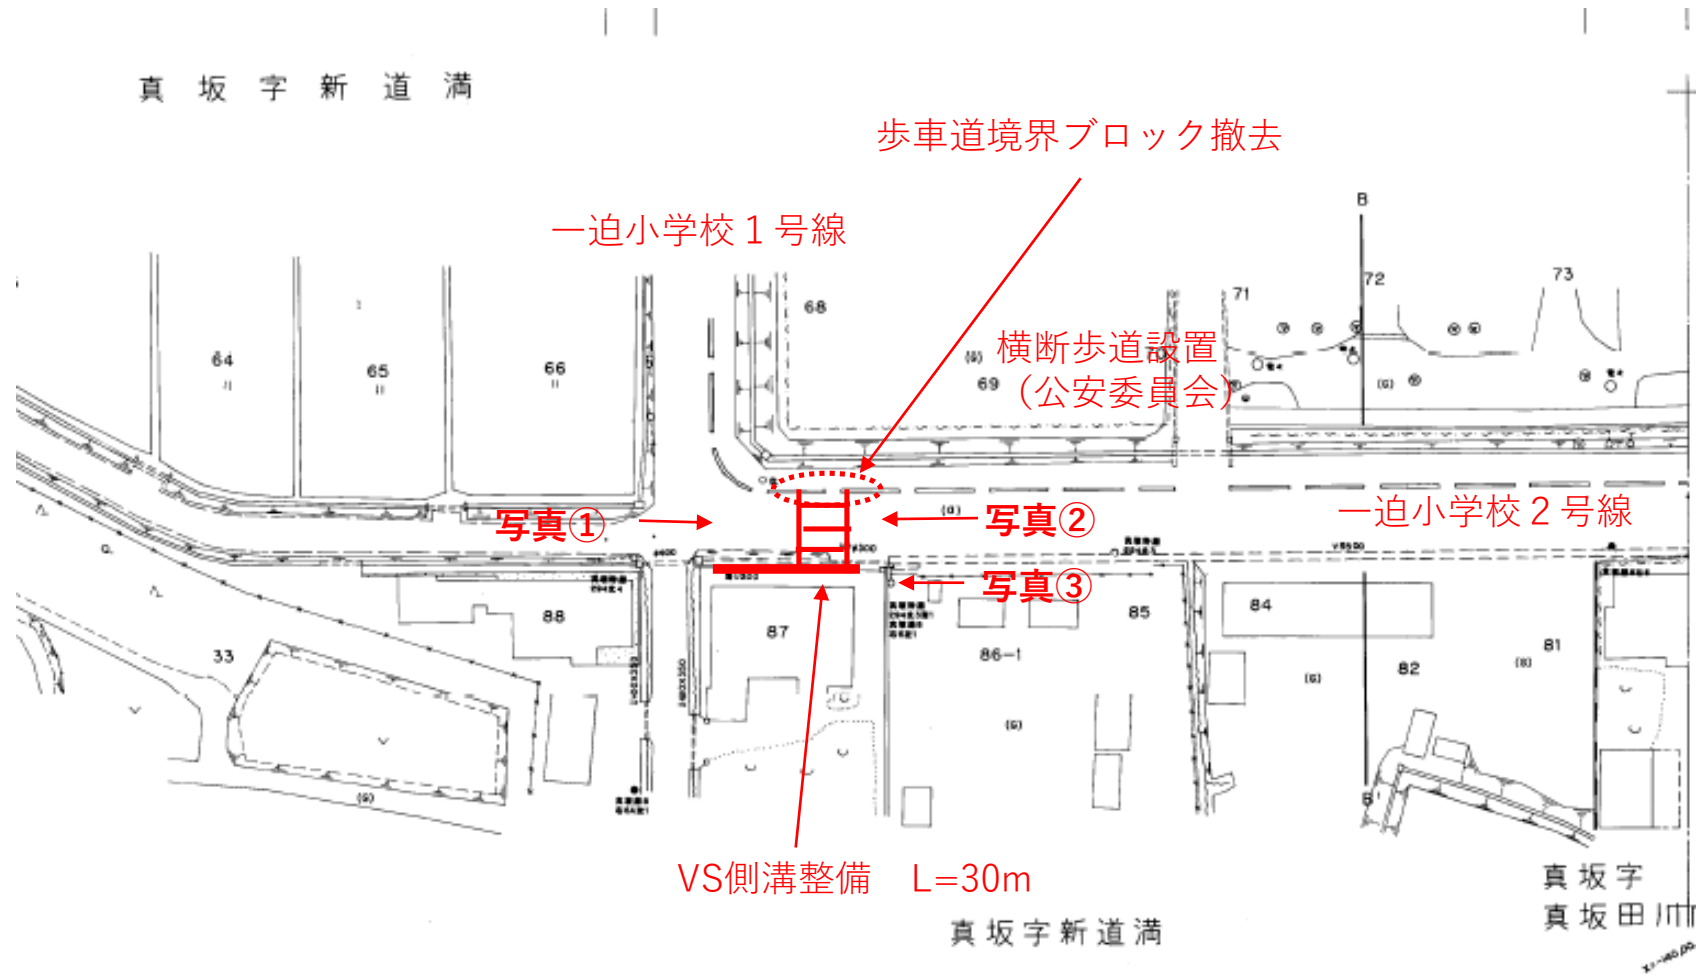 真坂字新道満
歩車道境界ブロック撤去
一迫小学校1号線
B
72
73
71
68
横断歩道設置
(G)
69
（公安委員会）
(G)
64
65
66
一迫小学校2号線
写真①
写真②
(G)
φ400
VS500
写真③
88
87
85
84
86-1
33
82
81
(G)
(G)
(G)
(G)
B'
VS側溝整備 L=30m
真坂字新道満
真坂字
真坂田川